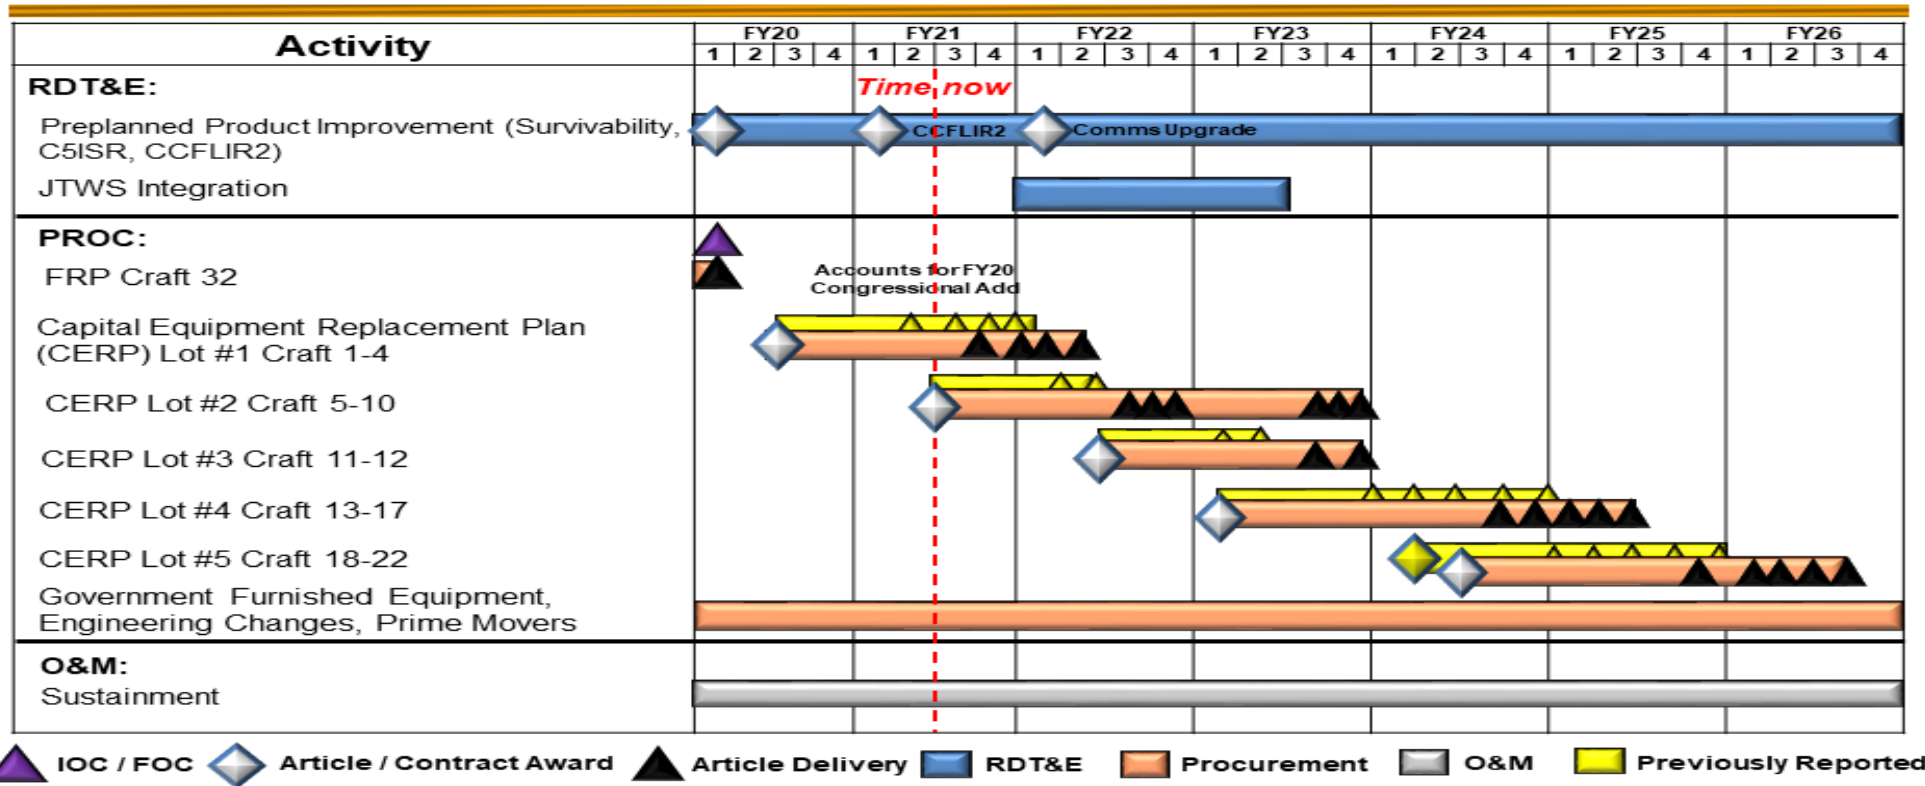 Activity
FY20 FY21 FY22 FY23 FY24 FY25 FY26
1 2 3 4 1 2 3 4 1 2 3 4 1 2 3 4 1 2 3 4 1 2 3 4 1 2 3 4
RDT&E:
Time now
Preplanned Product Improvement (Survivability,
C5ISR, CCFLIR2)
CCFLIR2
Comms Upgrade
JTWS Integration
PROC:
FRP Craft 32
Accounts for FY20
Congressional Add
Capital Equipment Replacement Plan
(CERP) Lot #1 Craft 1-4
CERP Lot #2 Craft 5-10
CERP Lot #3 Craft 11-12
CERP Lot #4 Craft 13-17
CERP Lot #5 Craft 18-22
Government Furnished Equipment,
Engineering Changes, Prime Movers
O&M:
Sustainment
IOC / FOC Article / Contract Award Article Delivery RDT&E Procurement O&M Previously Reported